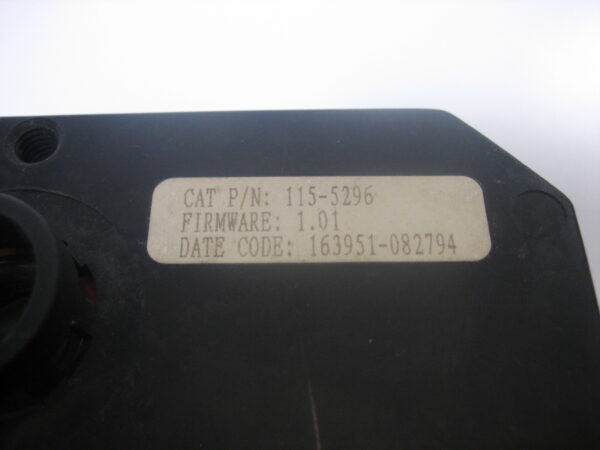 CAT P/N: 115-5296
FIRMWARE: 1.01
DATE CODE: 163951-082794